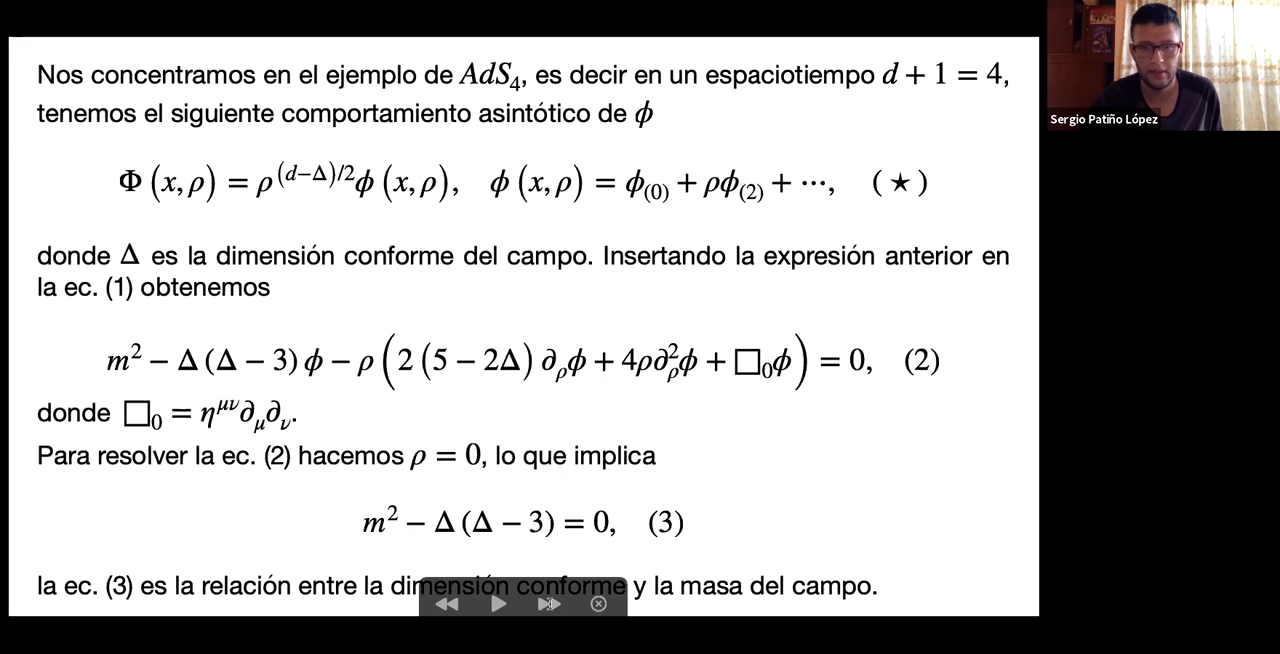 Nos concentramos en el ejemplo de AdS₄, es decir en un espaciotiempo d + 1 = 4,
tenemos el siguiente comportamiento asintótico de ϕ
Φ (x, ρ) = ρ^{(d−Δ)/2}ϕ (x, ρ),   ϕ (x, ρ) = ϕ_{(0)} + ρϕ_{(2)} + ⋯,   ( ★ )
donde Δ es la dimensión conforme del campo. Insertando la expresión anterior en
la ec. (1) obtenemos
m² − Δ (Δ − 3) ϕ − ρ (2 (5 − 2Δ) ∂_ρϕ + 4ρ∂²_ρϕ + □₀ϕ) = 0,   (2)
donde □₀ = η^{μν}∂_μ∂_ν.
Para resolver la ec. (2) hacemos ρ = 0, lo que implica
m² − Δ (Δ − 3) = 0,   (3)
la ec. (3) es la relación entre la dimensión conforme y la masa del campo.
Sergio Patiño López